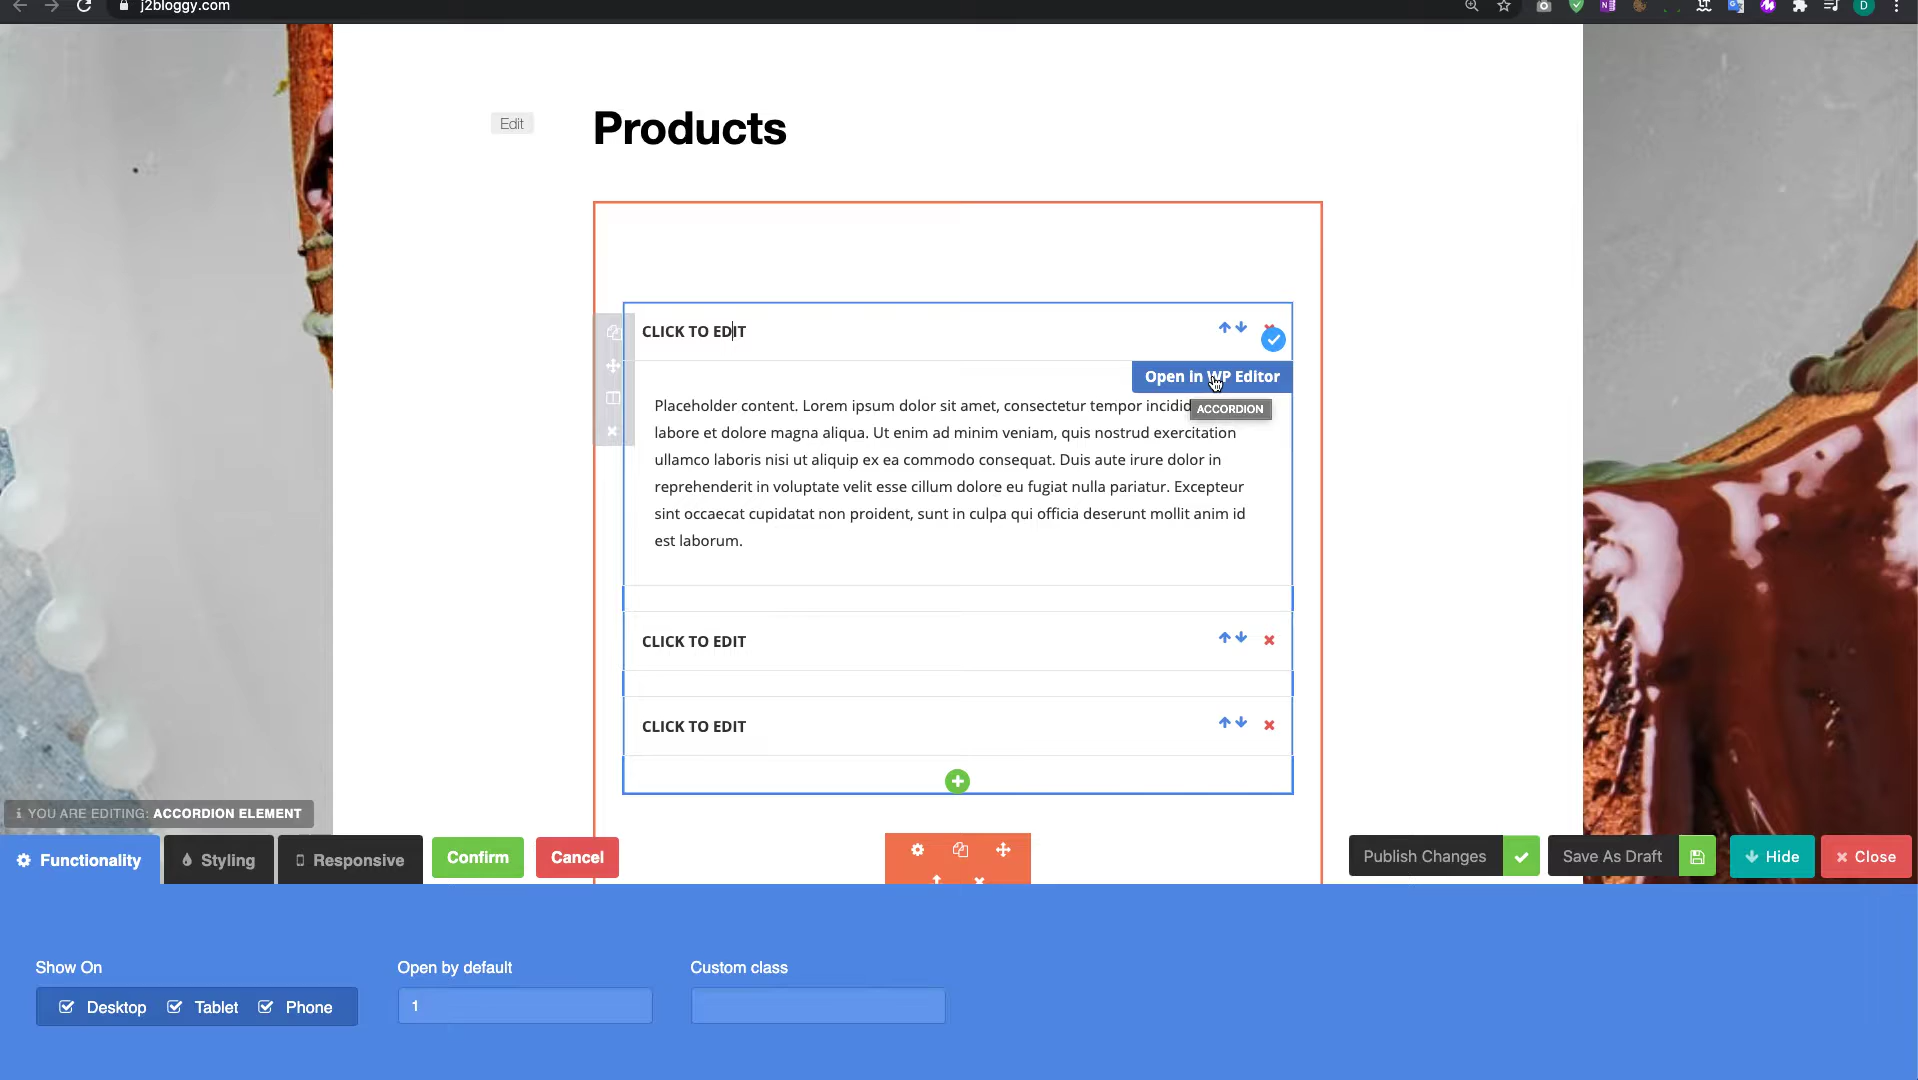 j2bloggy.com
D
Edit
Products
CLICK TO EDIT
Open in WP Editor
ACCORDION
Placeholder content. Lorem ipsum dolor sit amet, consectetur tempor incidid
labore et dolore magna aliqua. Ut enim ad minim veniam, quis nostrud exercitation
ullamco laboris nisi ut aliquip ex ea commodo consequat. Duis aute irure dolor in
reprehenderit in voluptate velit esse cillum dolore eu fugiat nulla pariatur. Excepteur
sint occaecat cupidatat non proident, sunt in culpa qui officia deserunt mollit anim id
est laborum.
CLICK TO EDIT
CLICK TO EDIT
YOU ARE EDITING: ACCORDION ELEMENT
Functionality Styling Responsive Confirm Cancel Publish Changes Save As Draft Hide Close
Show On Open by default Custom class
Desktop Tablet Phone 1